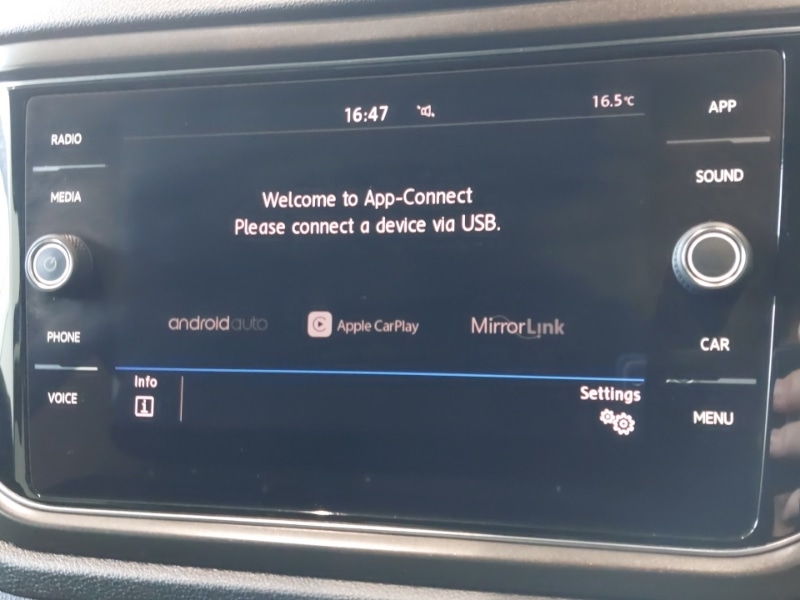 RADIO
MEDIA
PHONE
VOICE
16:47
16.5°C
Welcome to App-Connect
Please connect a device via USB.
androidauto
Apple CarPlay
MirrorLink
Info
i
Settings
APP
SOUND
CAR
MENU